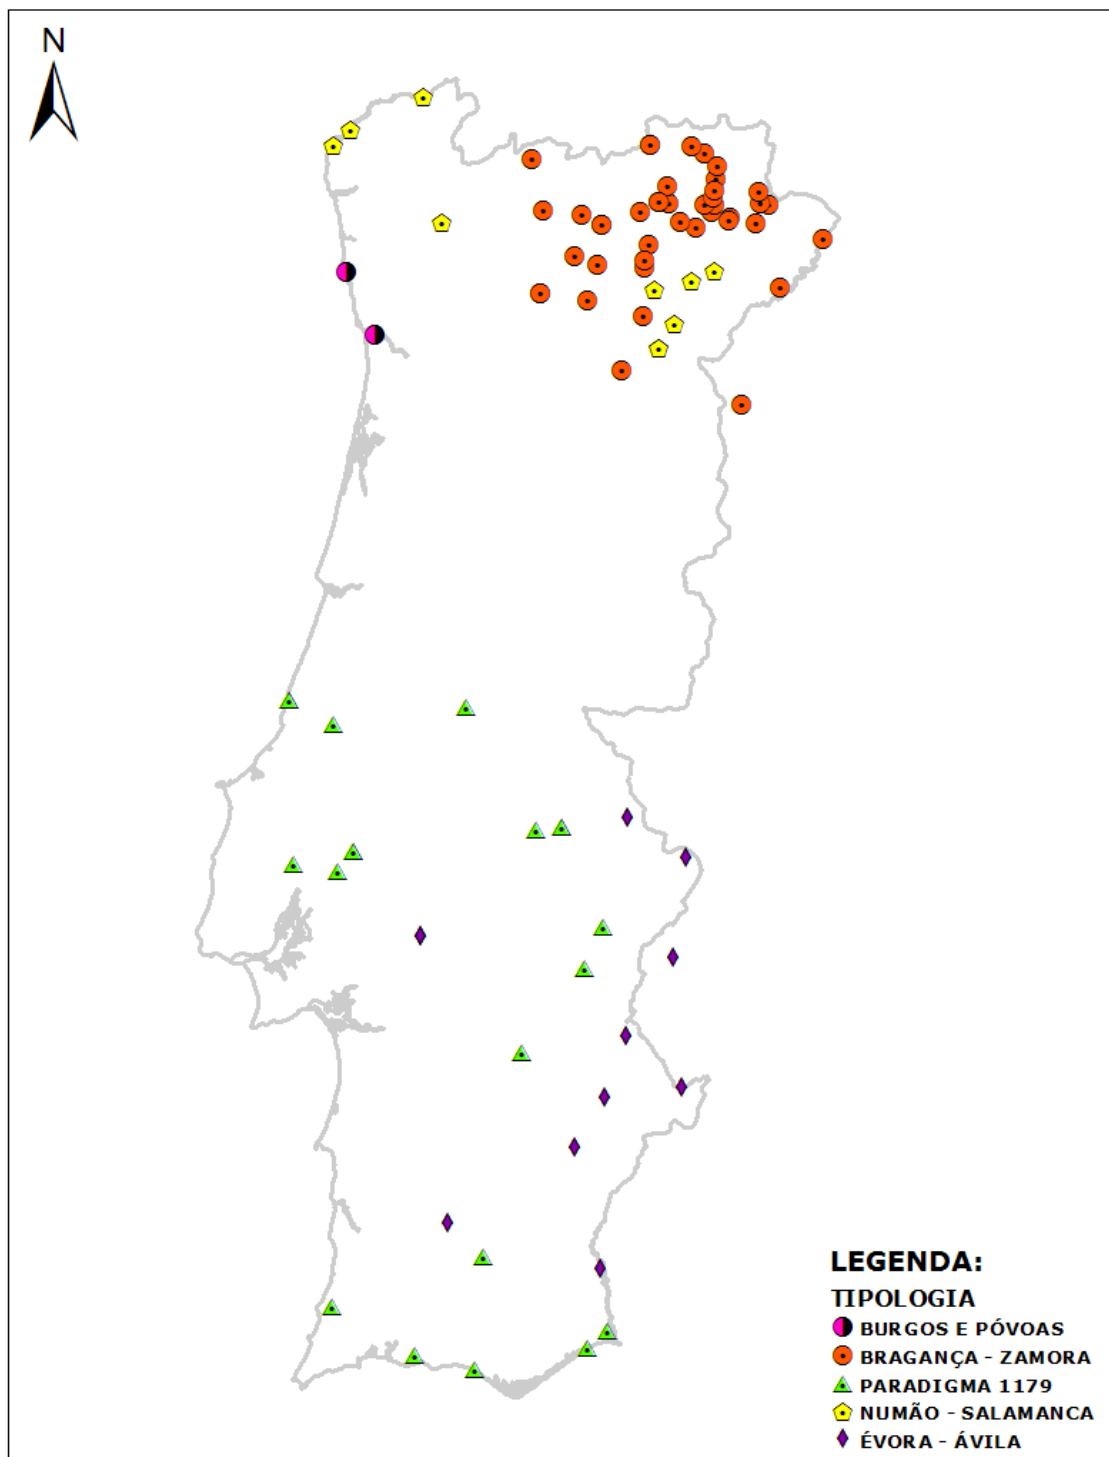 N
LEGENDA:
TIPOLOGIA
BURGOS E PÓVOAS
BRAGANÇA - ZAMORA
PARADIGMA 1179
NUMÃO - SALAMANCA
ÉVORA - ÁVILA